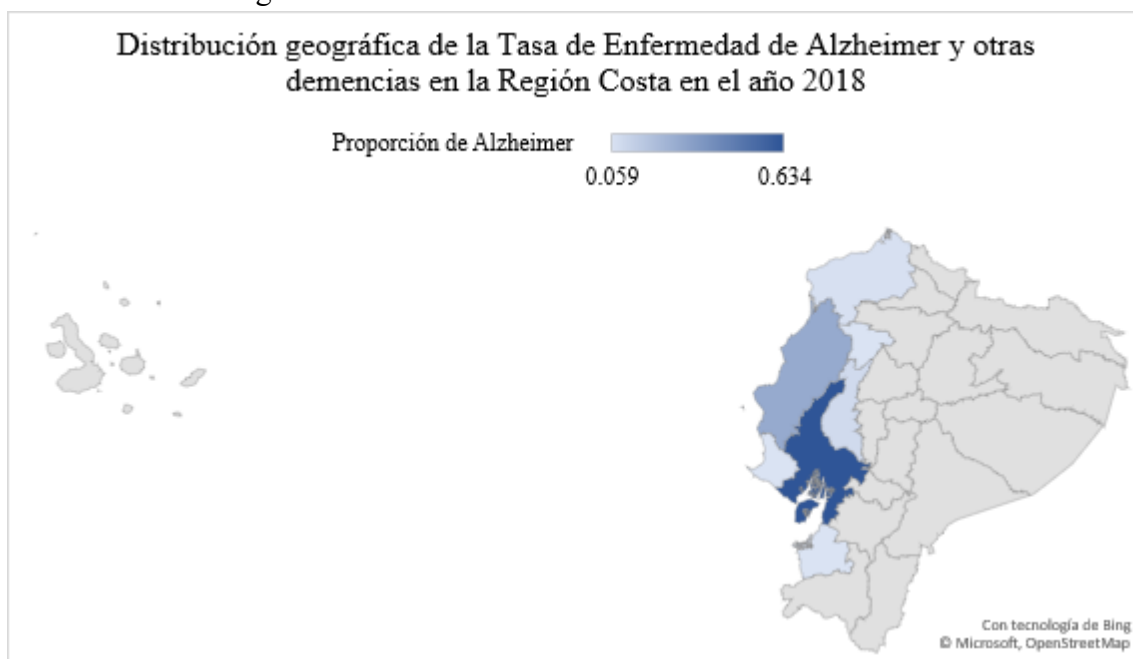 Distribución geográfica de la Tasa de Enfermedad de Alzheimer y otras
demencias en la Región Costa en el año 2018
Proporción de Alzheimer
0.059 0.634
Con tecnología de Bing
© Microsoft, OpenStreetMap